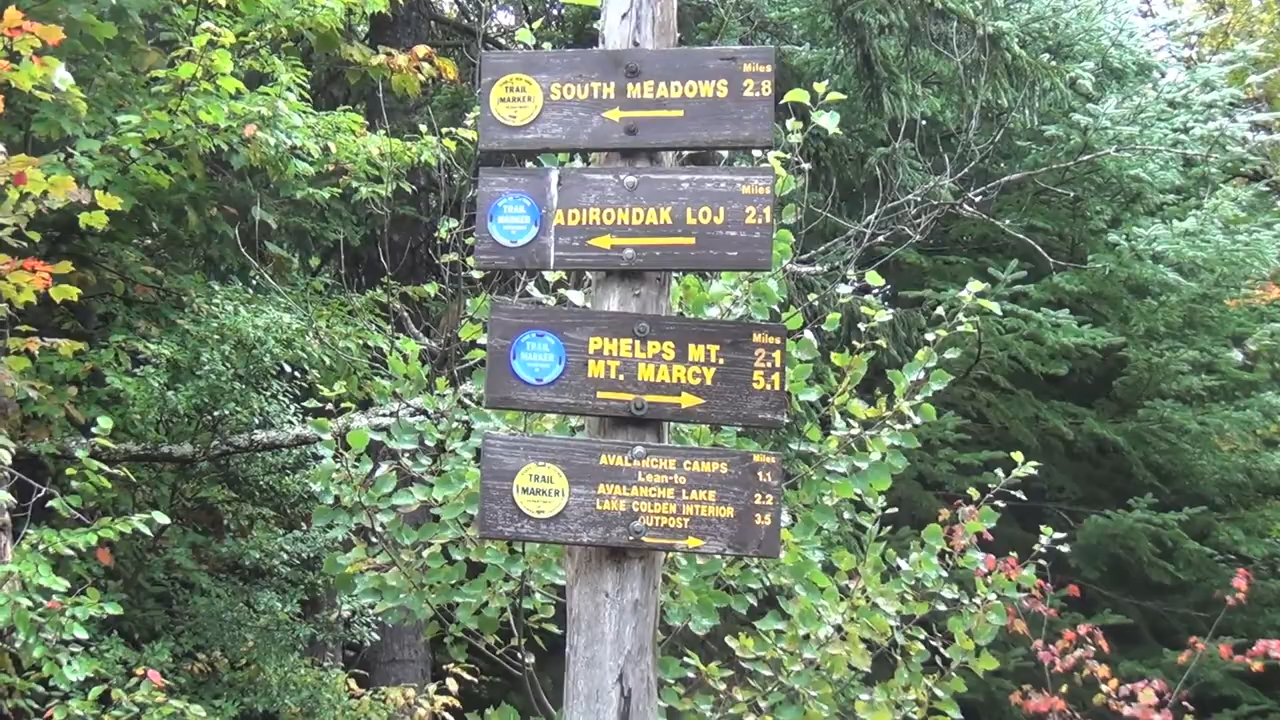 Miles
TRAIL
MARKER
SOUTH MEADOWS 2.8
Miles
TRAIL
MARKER
ADIRONDAK LOJ 2.1
Miles
TRAIL
MARKER
PHELPS MT. 2.1
MT. MARCY 5.1
Miles
TRAIL
MARKER
AVALANCHE CAMPS
Lean-to 1.1
AVALANCHE LAKE 2.2
LAKE COLDEN INTERIOR
OUTPOST 3.5